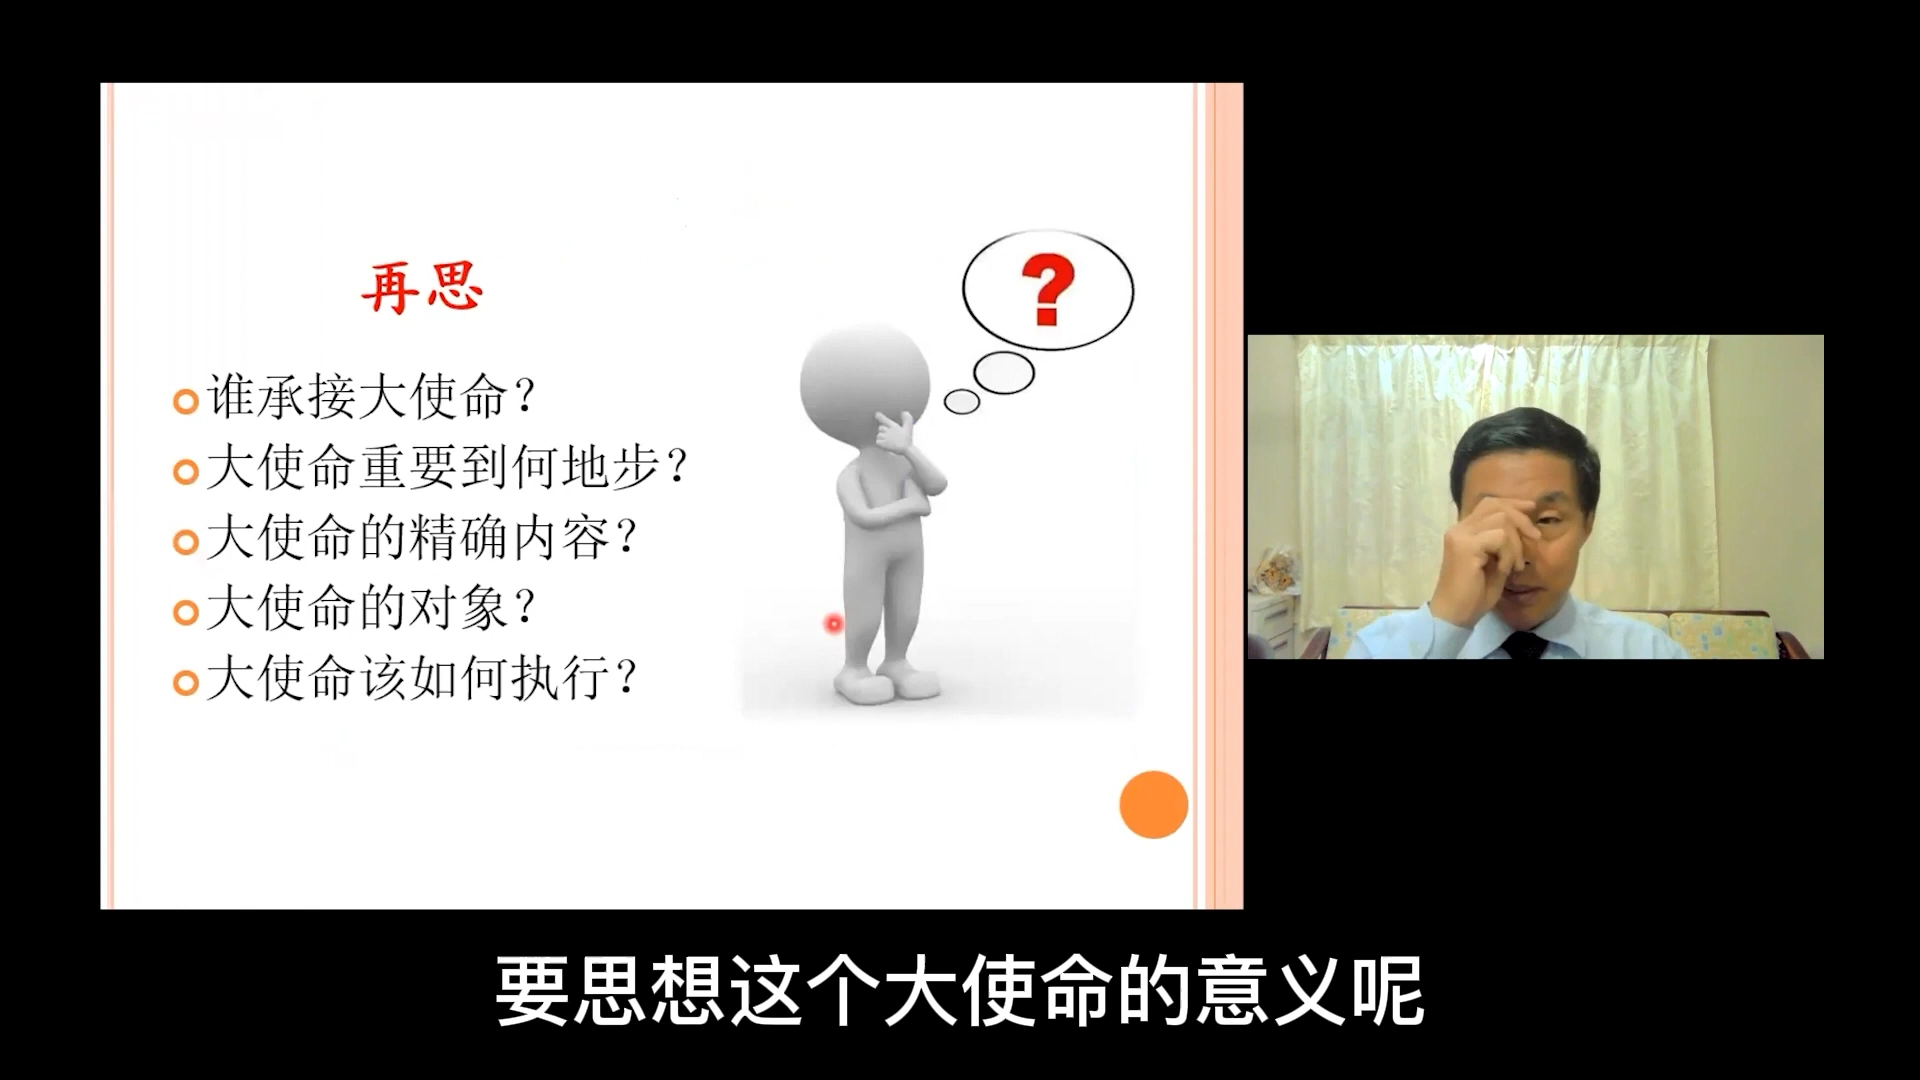 再思
谁承接大使命？
大使命重要到何地步？
大使命的精确内容？
大使命的对象？
大使命该如何执行？
?
要思想这个大使命的意义呢